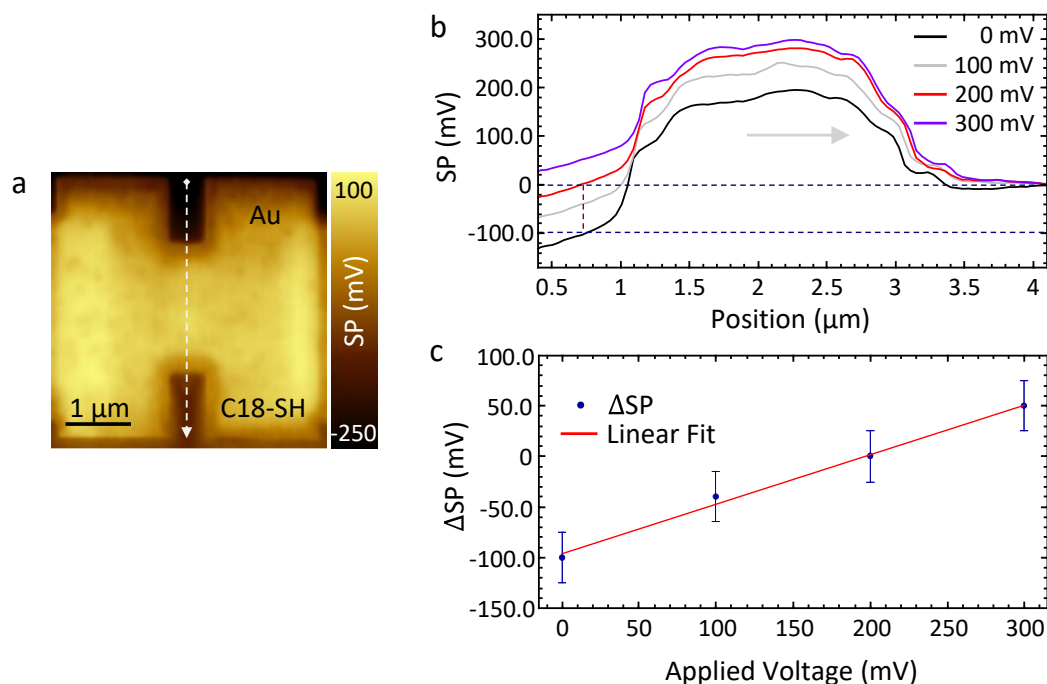 a
100
Au
SP (mV)
1 μm
C18-SH
-250
b
300.0
200.0
100.0
0
-100.0
SP (mV)
0 mV
100 mV
200 mV
300 mV
0.5
1
1.5
2
2.5
3
3.5
4
Position (μm)
c
100.0
50.0
0
-50.0
-100.0
-150.0
ΔSP (mV)
ΔSP
Linear Fit
0
50
100
150
200
250
300
Applied Voltage (mV)